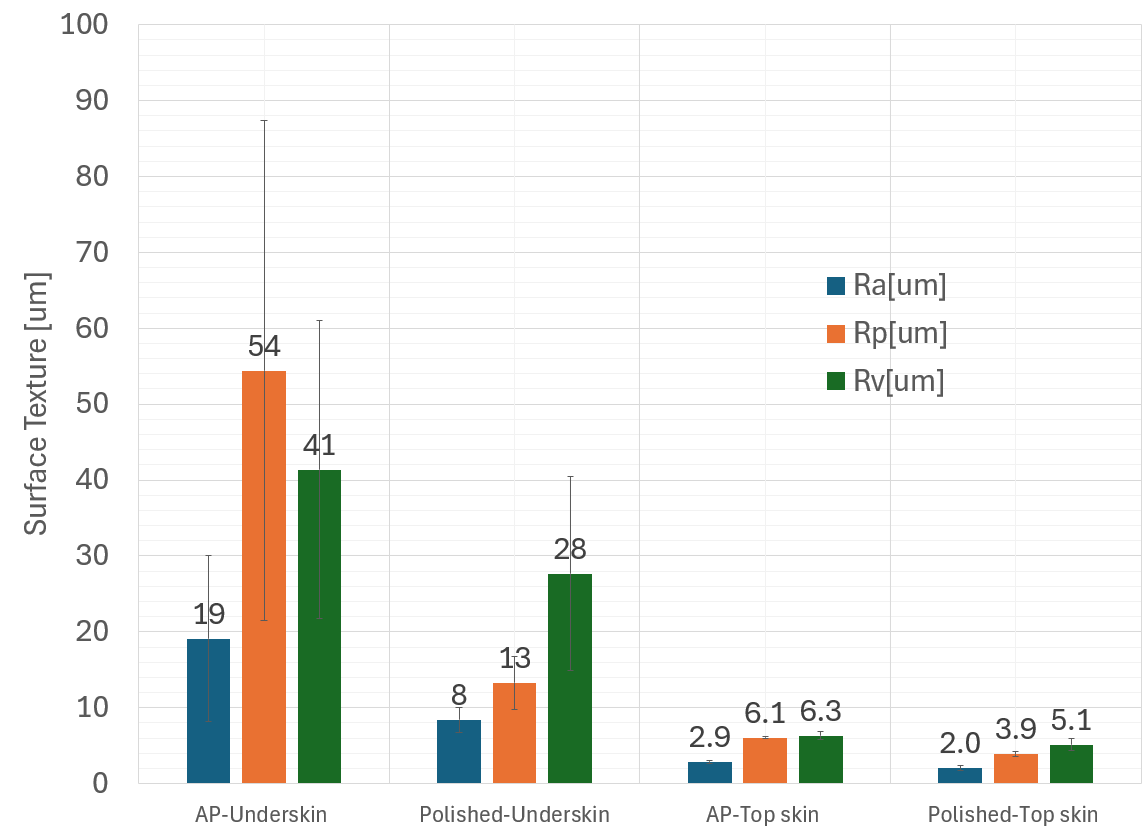 100
90
80
70
60
50
40
30
20
10
0
Surface Texture [um]
54
41
19
28
13
8
2.9
6.1
6.3
2.0
3.9
5.1
Ra[um]
Rp[um]
Rv[um]
AP-Underskin
Polished-Underskin
AP-Top skin
Polished-Top skin